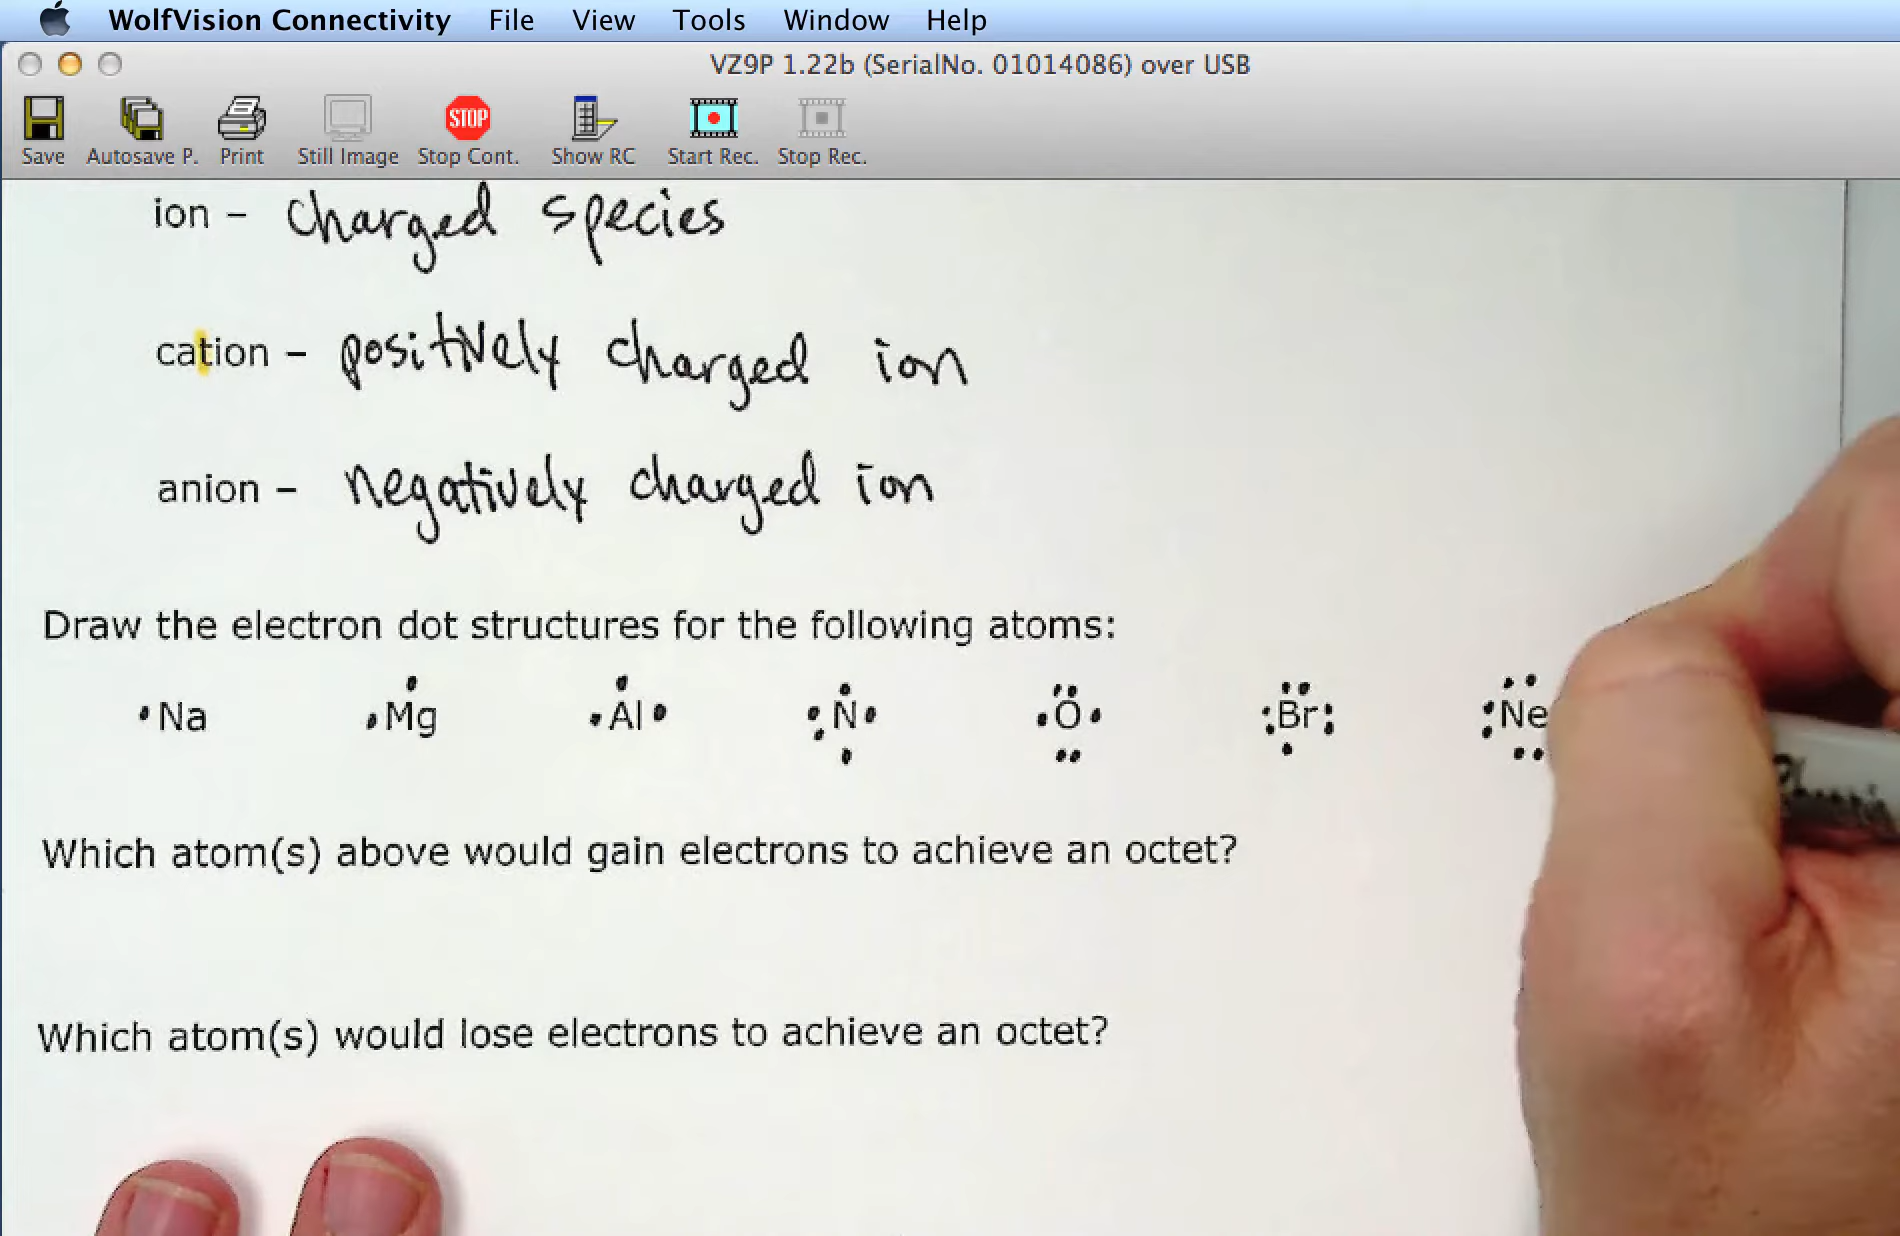 WolfVision Connectivity File View Tools Window Help
VZ9P 1.22b (SerialNo. 01014086) over USB
Save Autosave P. Print Still Image Stop Cont. Show RC Start Rec. Stop Rec.
STOP
ion – charged species
cation – positively charged ion
anion – negatively charged ion
Draw the electron dot structures for the following atoms:
Na Mg Al N O Br Ne
Which atom(s) above would gain electrons to achieve an octet?
Which atom(s) would lose electrons to achieve an octet?